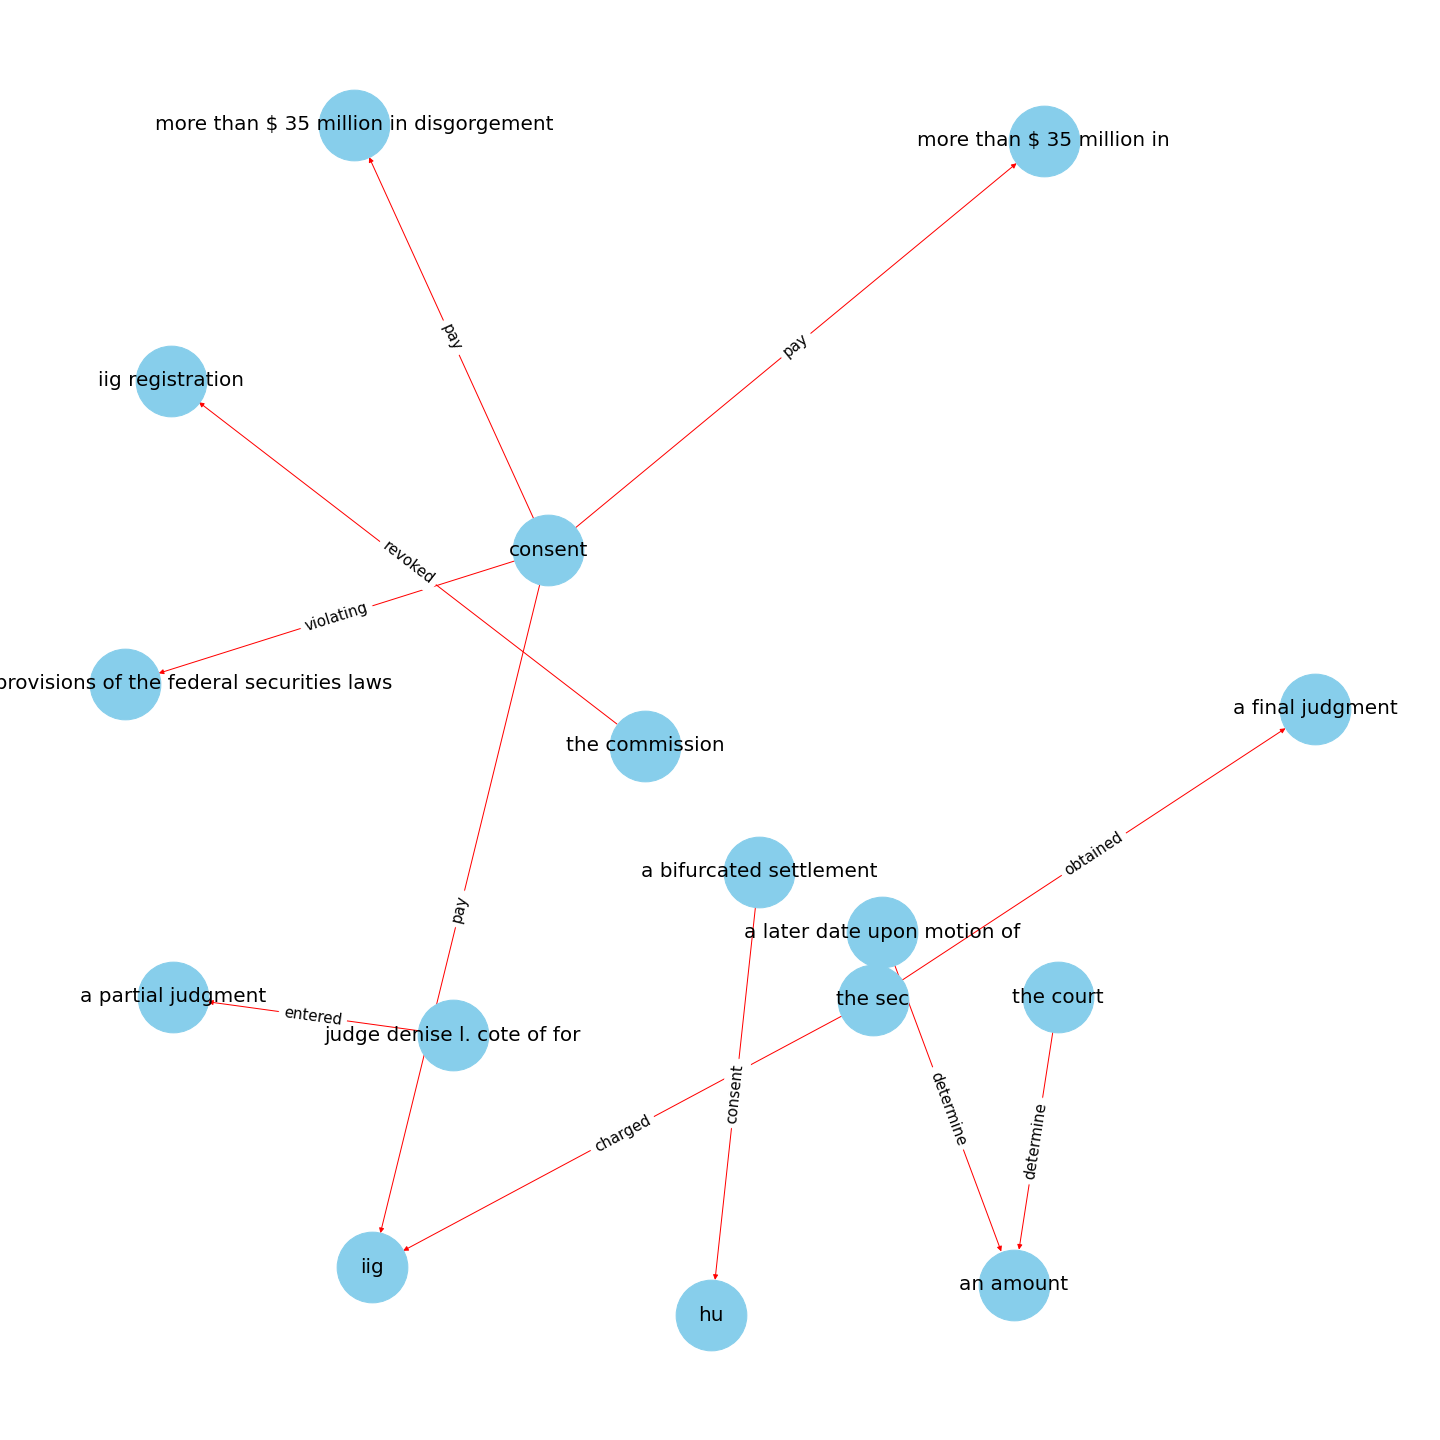 more than $ 35 million in disgorgement
more than $ 35 million in
pay
pay
iig registration
consent
revoked
violating
provisions of the federal securities laws
a final judgment
the commission
obtained
a bifurcated settlement
pay
a later date upon motion of
a partial judgment
the sec
the court
entered
judge denise l. cote of for
consent
determine
charged
determine
iig
an amount
hu